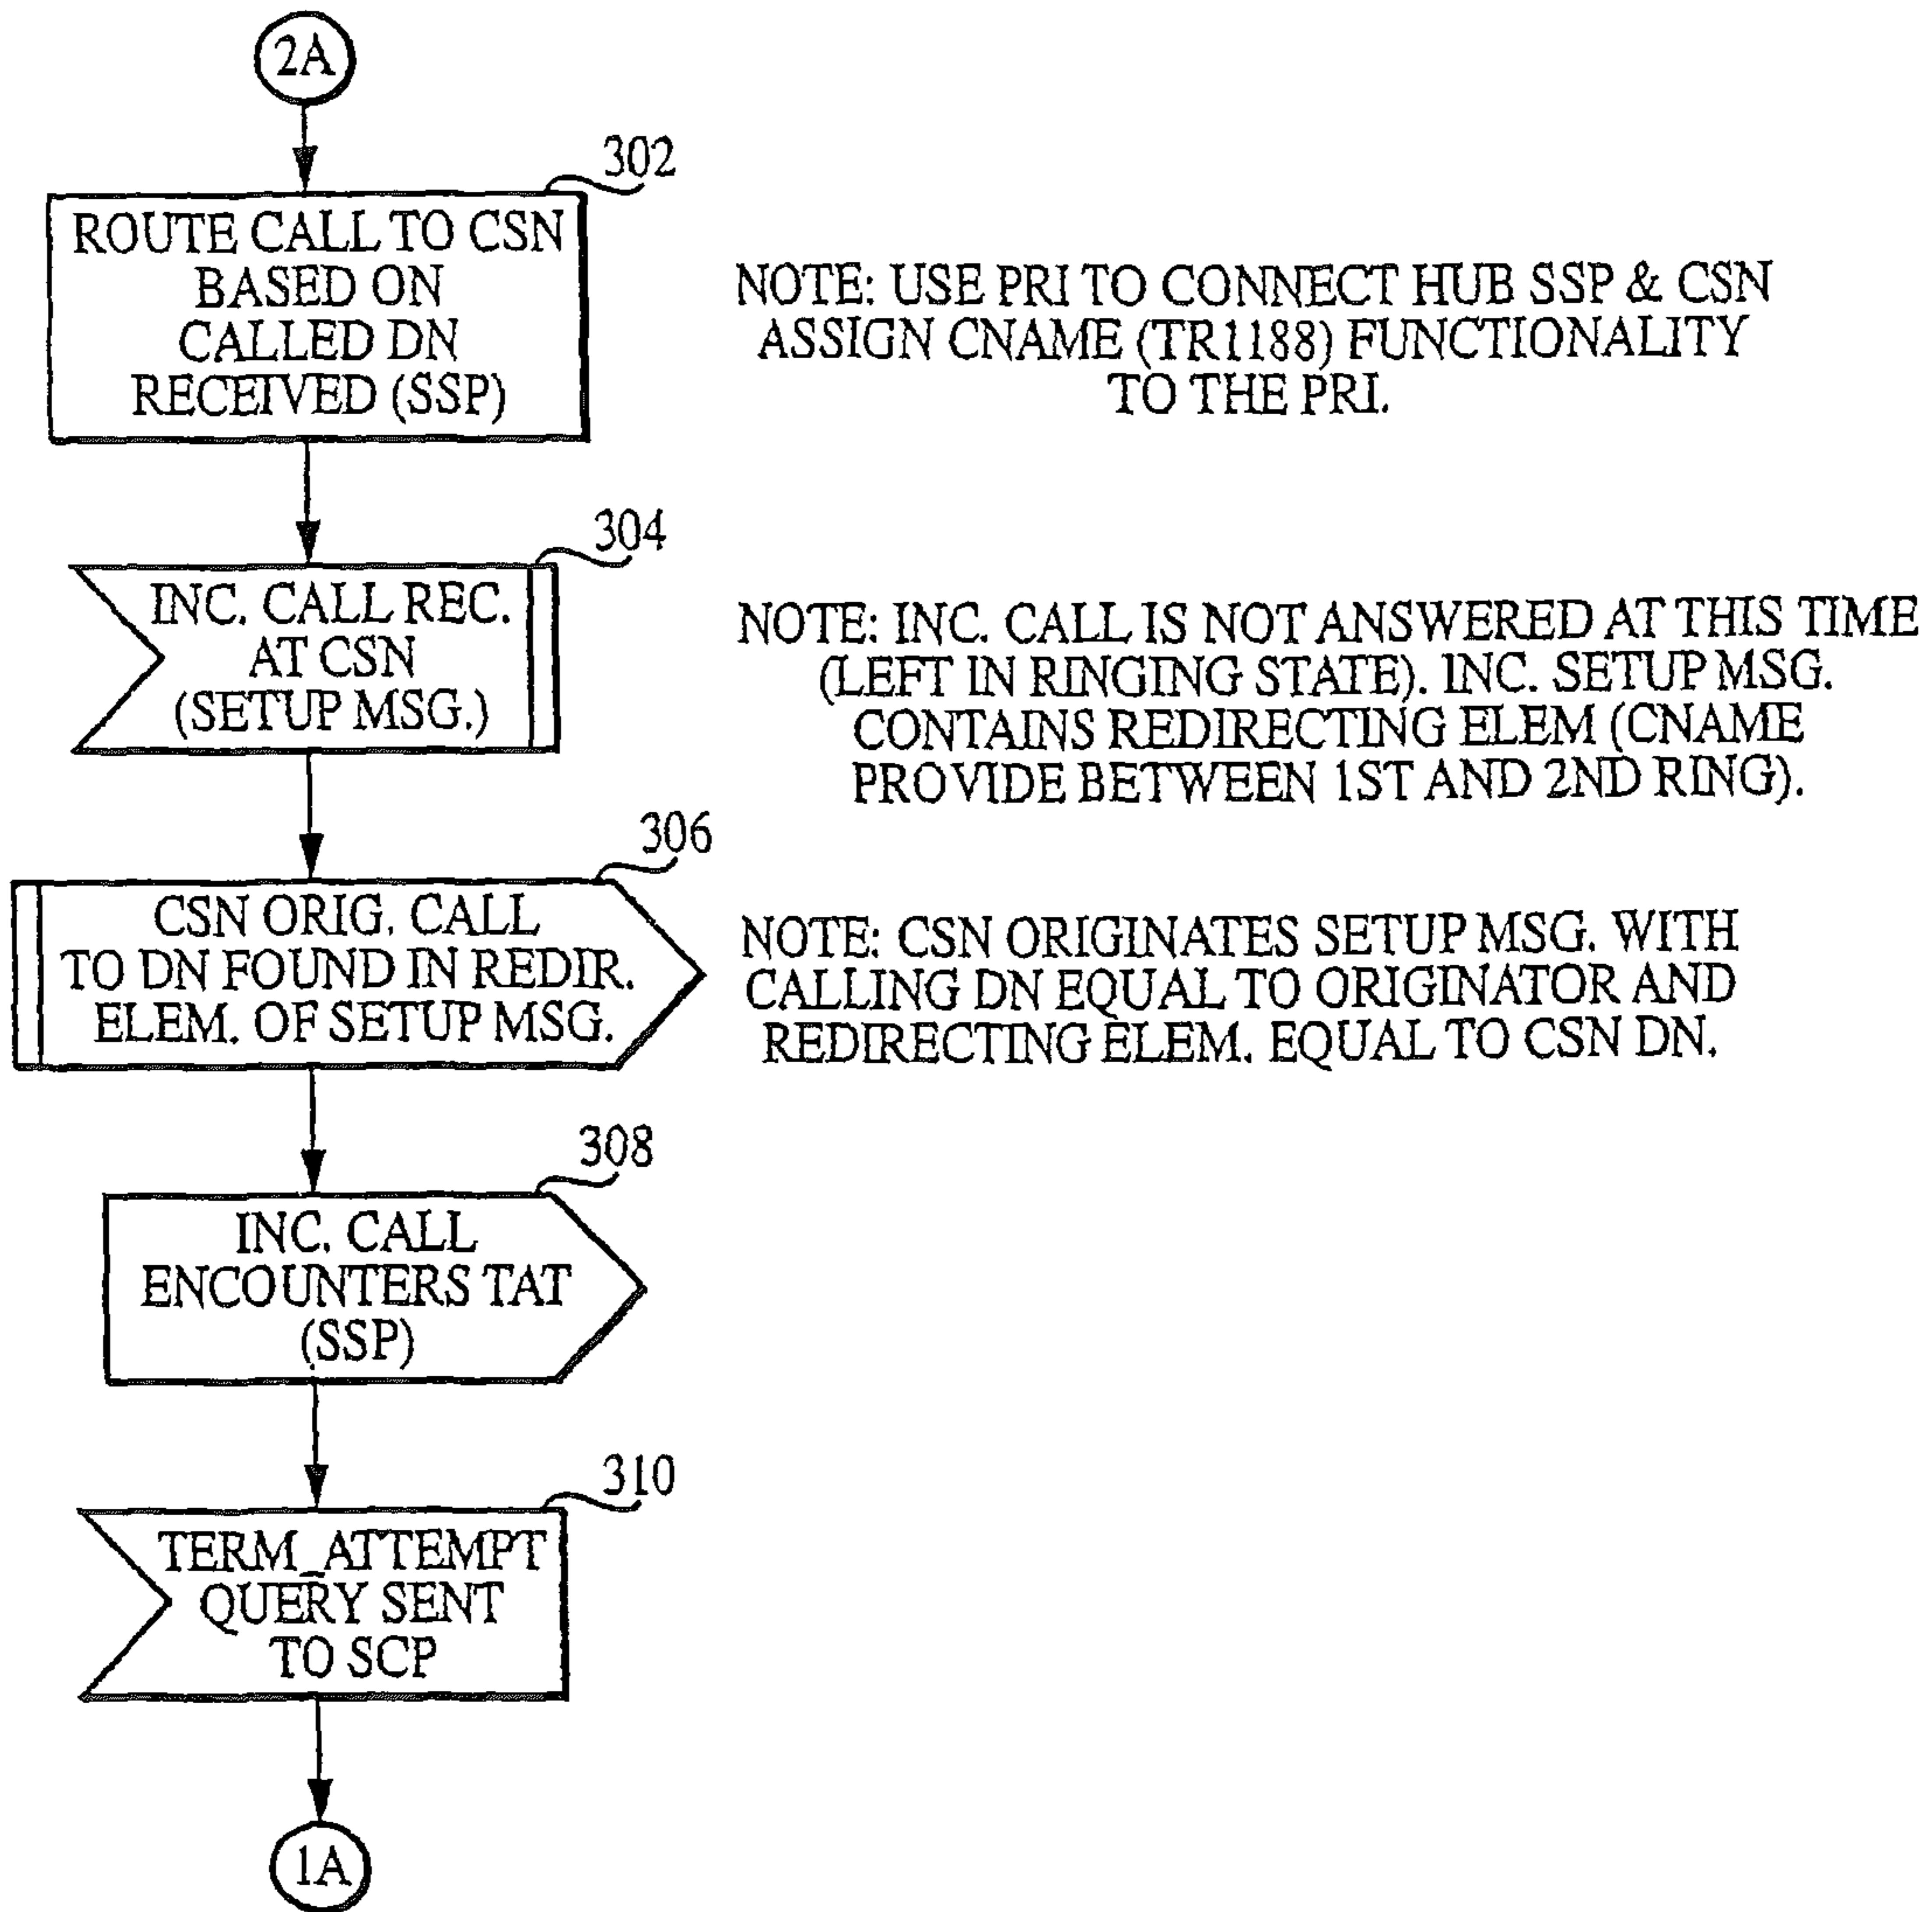 2A
302
ROUTE CALL TO CSN
BASED ON
CALLED DN
RECEIVED (SSP)
NOTE: USE PRI TO CONNECT HUB SSP & CSN
ASSIGN CNAME (TR1188) FUNCTIONALITY
TO THE PRI.
304
INC. CALL REC.
AT CSN
(SETUP MSG.)
NOTE: INC. CALL IS NOT ANSWERED AT THIS TIME
(LEFT IN RINGING STATE). INC. SETUP MSG.
CONTAINS REDIRECTING ELEM (CNAME
PROVIDE BETWEEN 1ST AND 2ND RING).
306
CSN ORIG. CALL
TO DN FOUND IN REDIR.
ELEM. OF SETUP MSG.
NOTE: CSN ORIGINATES SETUP MSG. WITH
CALLING DN EQUAL TO ORIGINATOR AND
REDIRECTING ELEM. EQUAL TO CSN DN.
308
INC. CALL
ENCOUNTERS TAT
(SSP)
310
TERM_ATTEMPT
QUERY SENT
TO SCP
1A